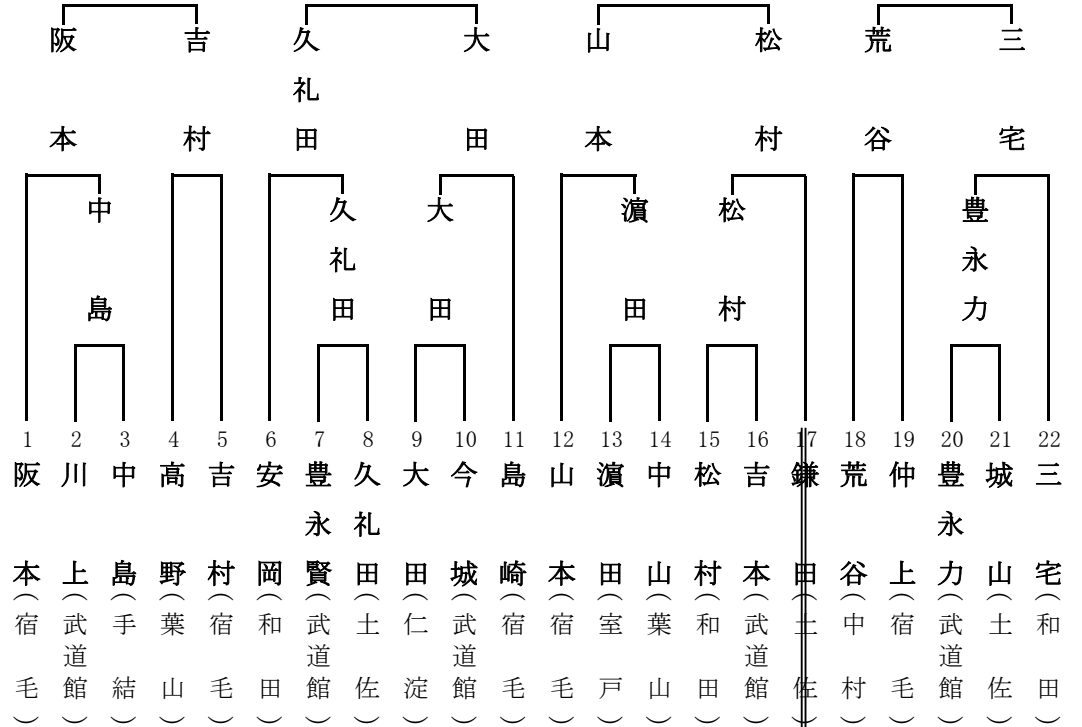 阪本
吉村
久礼田
大田
山本
松村
荒谷
三宅
中島
久礼田
大田
濵田
松村
豊永力
1 阪本(宿毛)
2 川上(武道館)
3 中島(手結)
4 高野(葉山)
5 吉村(宿毛)
6 安岡(和田)
7 豊永賢(武道館)
8 久礼田(土佐)
9 大田(仁淀)
10 今城(武道館)
11 島崎(宿毛)
12 山本(宿毛)
13 濵田(室戸)
14 中山(葉山)
15 松村(和田)
16 吉本(武道館)
17 鎌田(土佐)
18 荒谷(中村)
19 仲上(宿毛)
20 豊永力(武道館)
21 城山(土佐)
22 三宅(和田)